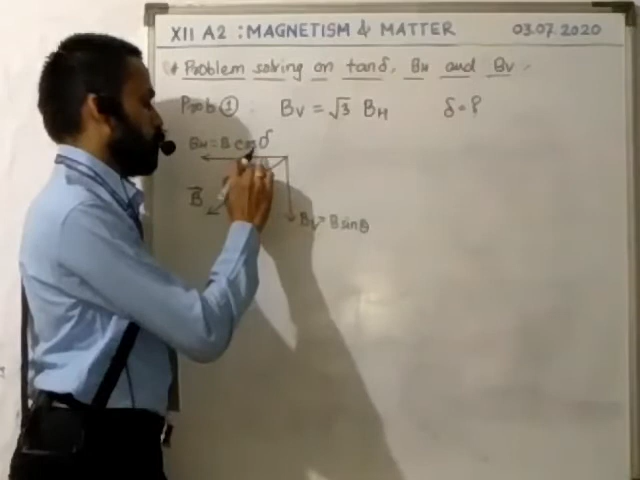 XII A2 : MAGNETISM & MATTER 03.07.2020
* Problem solving on tanδ, BH and BV.
Prob ① BV = √3 BH δ = ?
BH = B cos δ
B⃗
BV = B sinθ